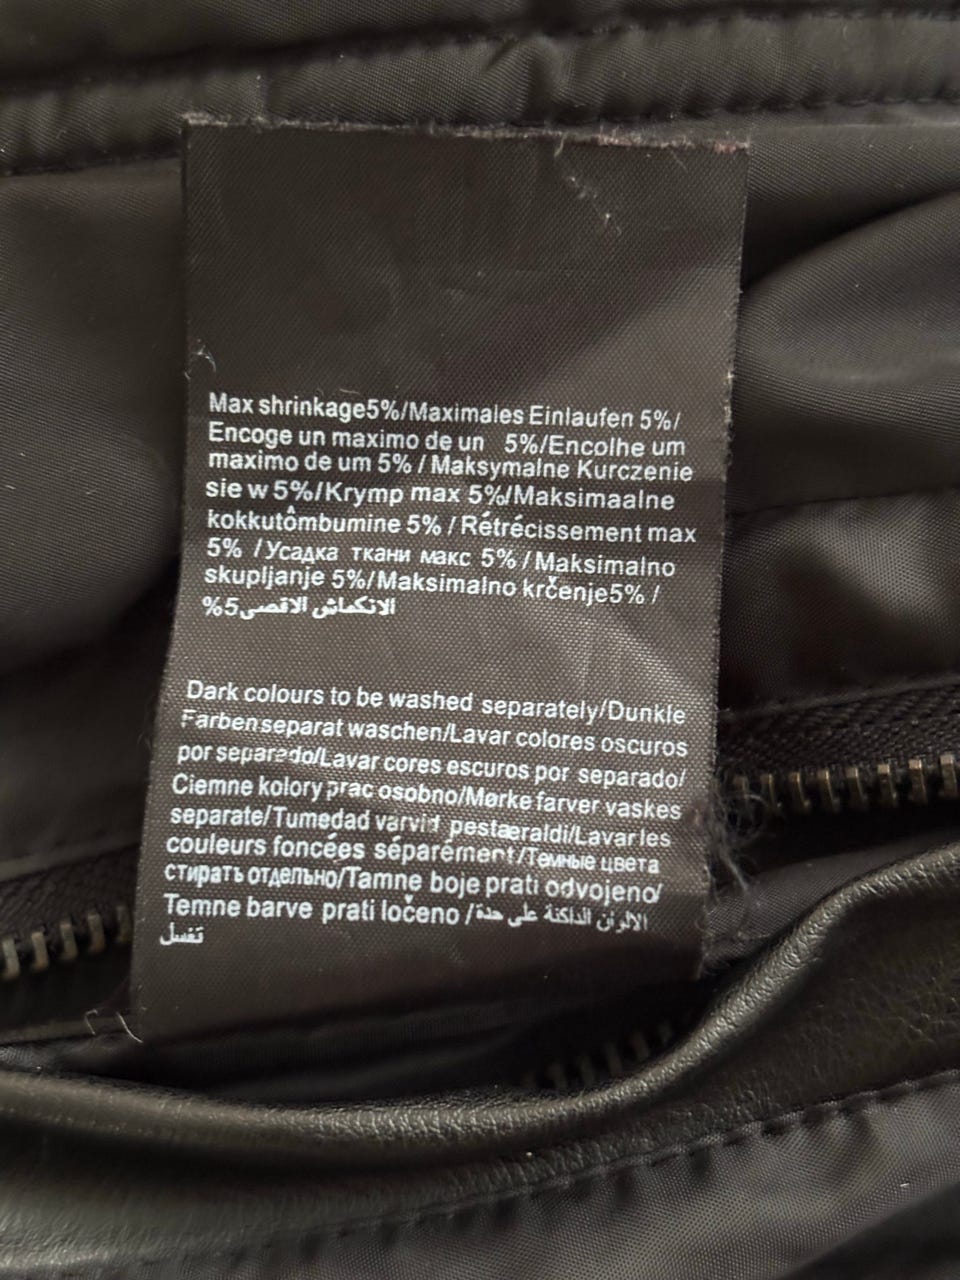 Max shrinkage5%/Maximales Einlaufen 5%/
Encoge un maximo de un 5%/Encolhe um
maximo de um 5% / Maksymalne Kurczenie
sie w 5%/Krymp max 5%/Maksimaalne
kokkutômbumine 5% / Rétrécissement max
5% /Усадка ткани макс 5% / Maksimalno
skupljanje 5%/Maksimalno krčenje5% /
الانكماش الاقصى5%
Dark colours to be washed separately/Dunkle
Farben separat waschen/Lavar colores oscuros
por separado/Lavar cores escuros por separado/
Ciemne kolory prac osobno/Mørke farver vaskes
separate/Tumedad varvid pestæraldi/Lavar les
couleurs foncées séparément/Темные цвета
стирать отдельно/Tamne boje prati odvojeno/
Temne barve prati ločeno / الالوان الداكنة على حدة
تغسل